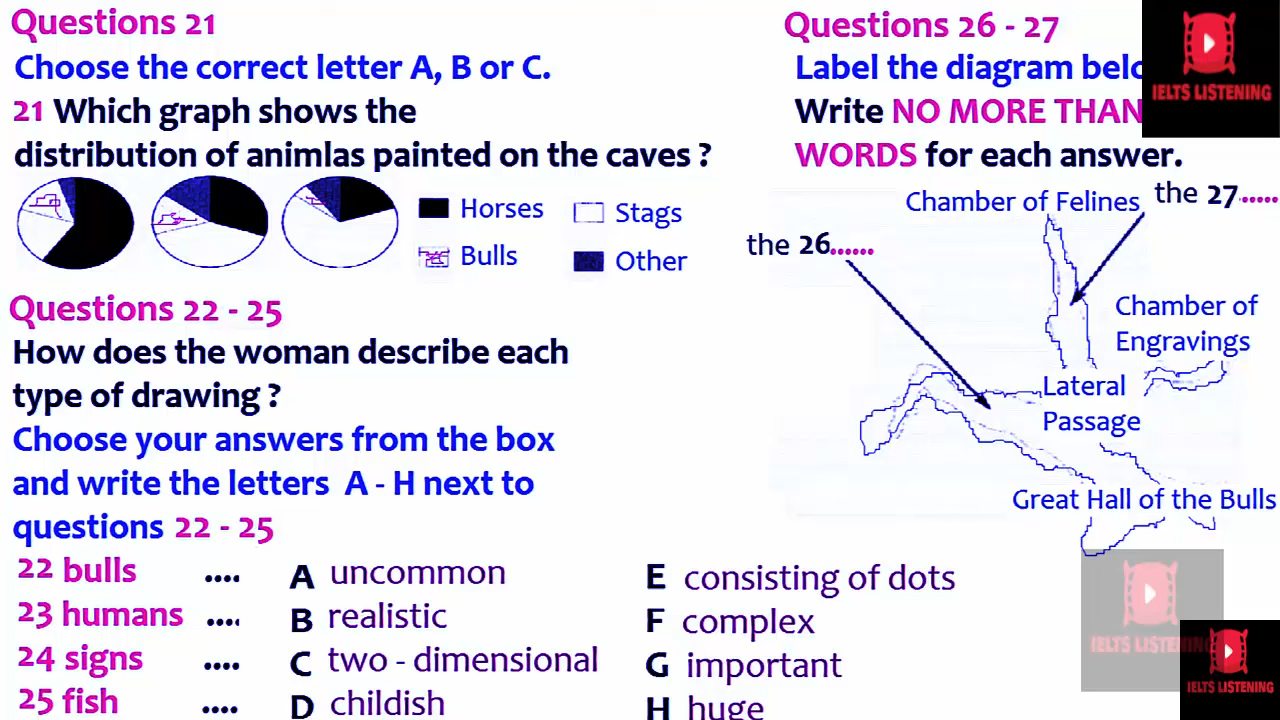 Questions 21
Choose the correct letter A, B or C.
21 Which graph shows the
distribution of animlas painted on the caves ?
Horses
Stags
Bulls
Other
Questions 22 - 25
How does the woman describe each
type of drawing ?
Choose your answers from the box
and write the letters A - H next to
questions 22 - 25
22 bulls ....
23 humans ....
24 signs ....
25 fish ....
A uncommon
B realistic
C two - dimensional
D childish
E consisting of dots
F complex
G important
H huge
Questions 26 - 27
Label the diagram
Write NO MORE THAN
WORDS for each answer.
Chamber of Felines
the 27.....
the 26......
Chamber of
Engravings
Lateral
Passage
Great Hall of the Bulls
IELTS LISTENING
IELTS LISTENING
IELTS LISTENING